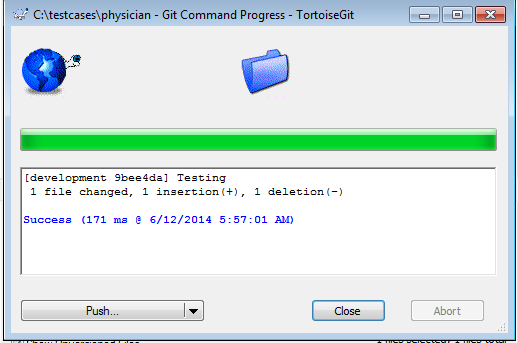 C:\testcases\physician - Git Command Progress - TortoiseGit
[development 9bee4da] Testing
1 file changed, 1 insertion(+), 1 deletion(-)
Success (171 ms @ 6/12/2014 5:57:01 AM)
Push...
Close
Abort